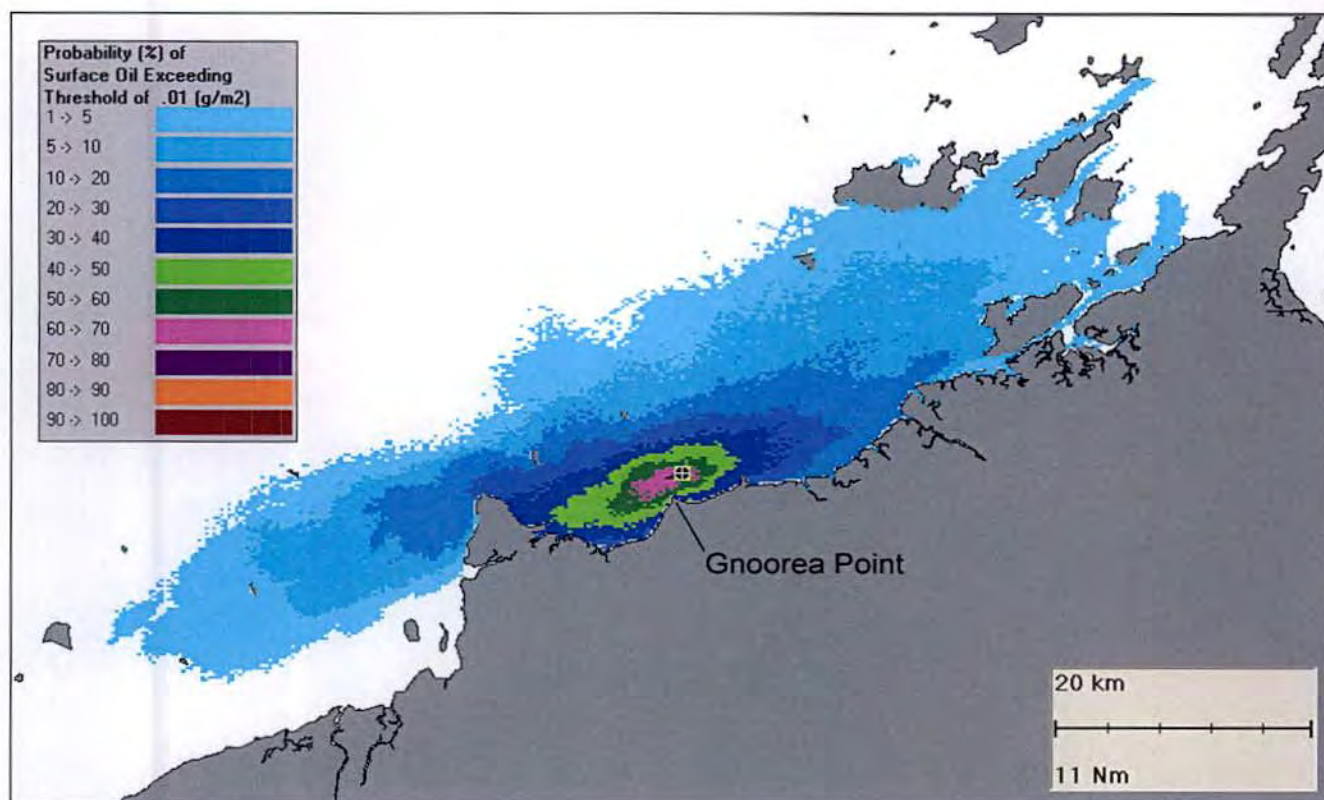 Probability (%) of
Surface Oil Exceeding
Threshold of .01 (g/m2)
1 -> 5
5 -> 10
10 -> 20
20 -> 30
30 -> 40
40 -> 50
50 -> 60
60 -> 70
70 -> 80
80 -> 90
90 -> 100
Gnoorea Point
20 km
11 Nm